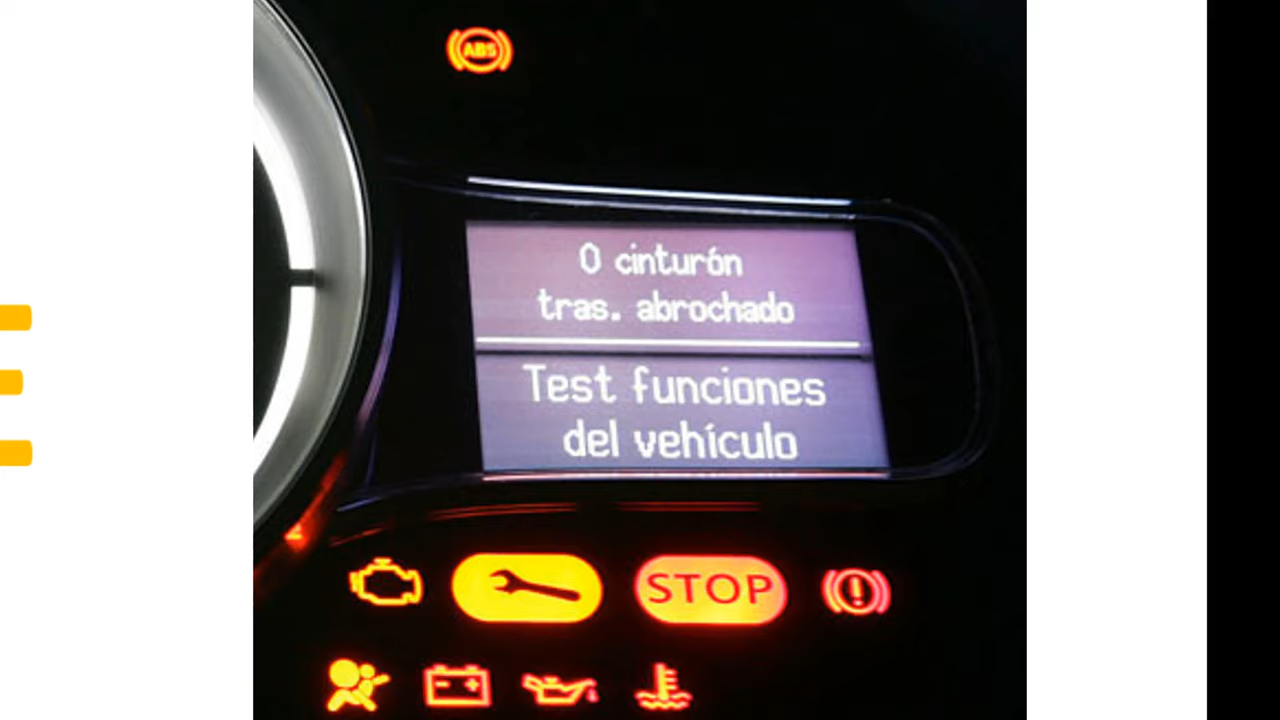 ABS
0 cinturón
tras. abrochado
Test funciones
del vehículo
STOP